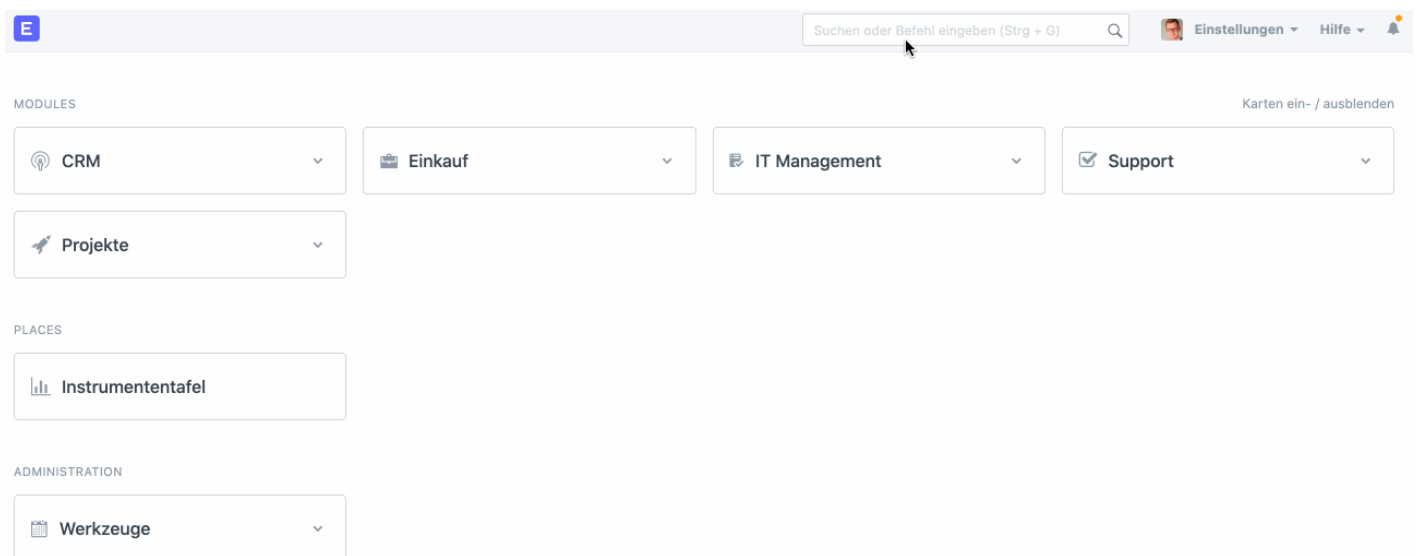 E
Suchen oder Befehl eingeben (Strg + G)
Einstellungen
Hilfe
MODULES
Karten ein- / ausblenden
CRM
Einkauf
IT Management
Support
Projekte
PLACES
Instrumententafel
ADMINISTRATION
Werkzeuge